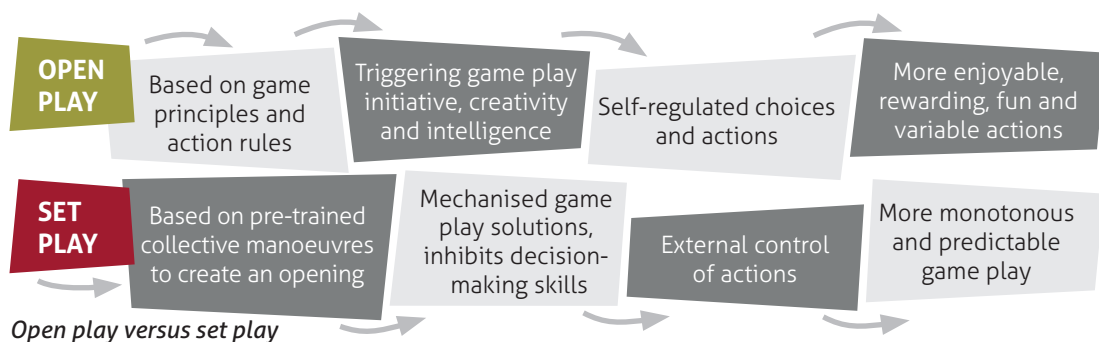 OPEN
PLAY
Based on game
principles and
action rules
Triggering game play
initiative, creativity
and intelligence
Self-regulated choices
and actions
More enjoyable,
rewarding, fun and
variable actions
SET
PLAY
Based on pre-trained
collective manoeuvres
to create an opening
Mechanised game
play solutions,
inhibits decision-
making skills
External control
of actions
More monotonous
and predictable
game play
Open play versus set play